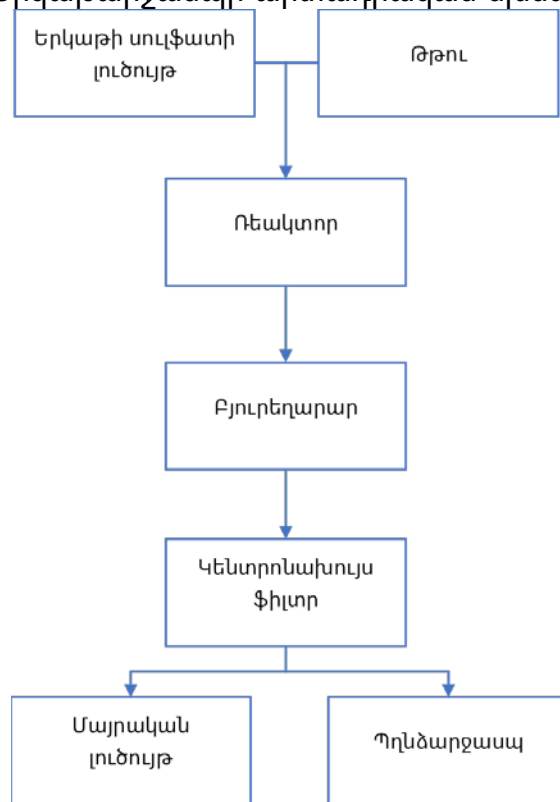 Երկաթի սուլֆատի
լուծույթ
Թթու
Ռեակտոր
Բյուրեղարար
Կենտրոնախույս
ֆիլտր
Մայրական
լուծույթ
Պղնձարջասպ